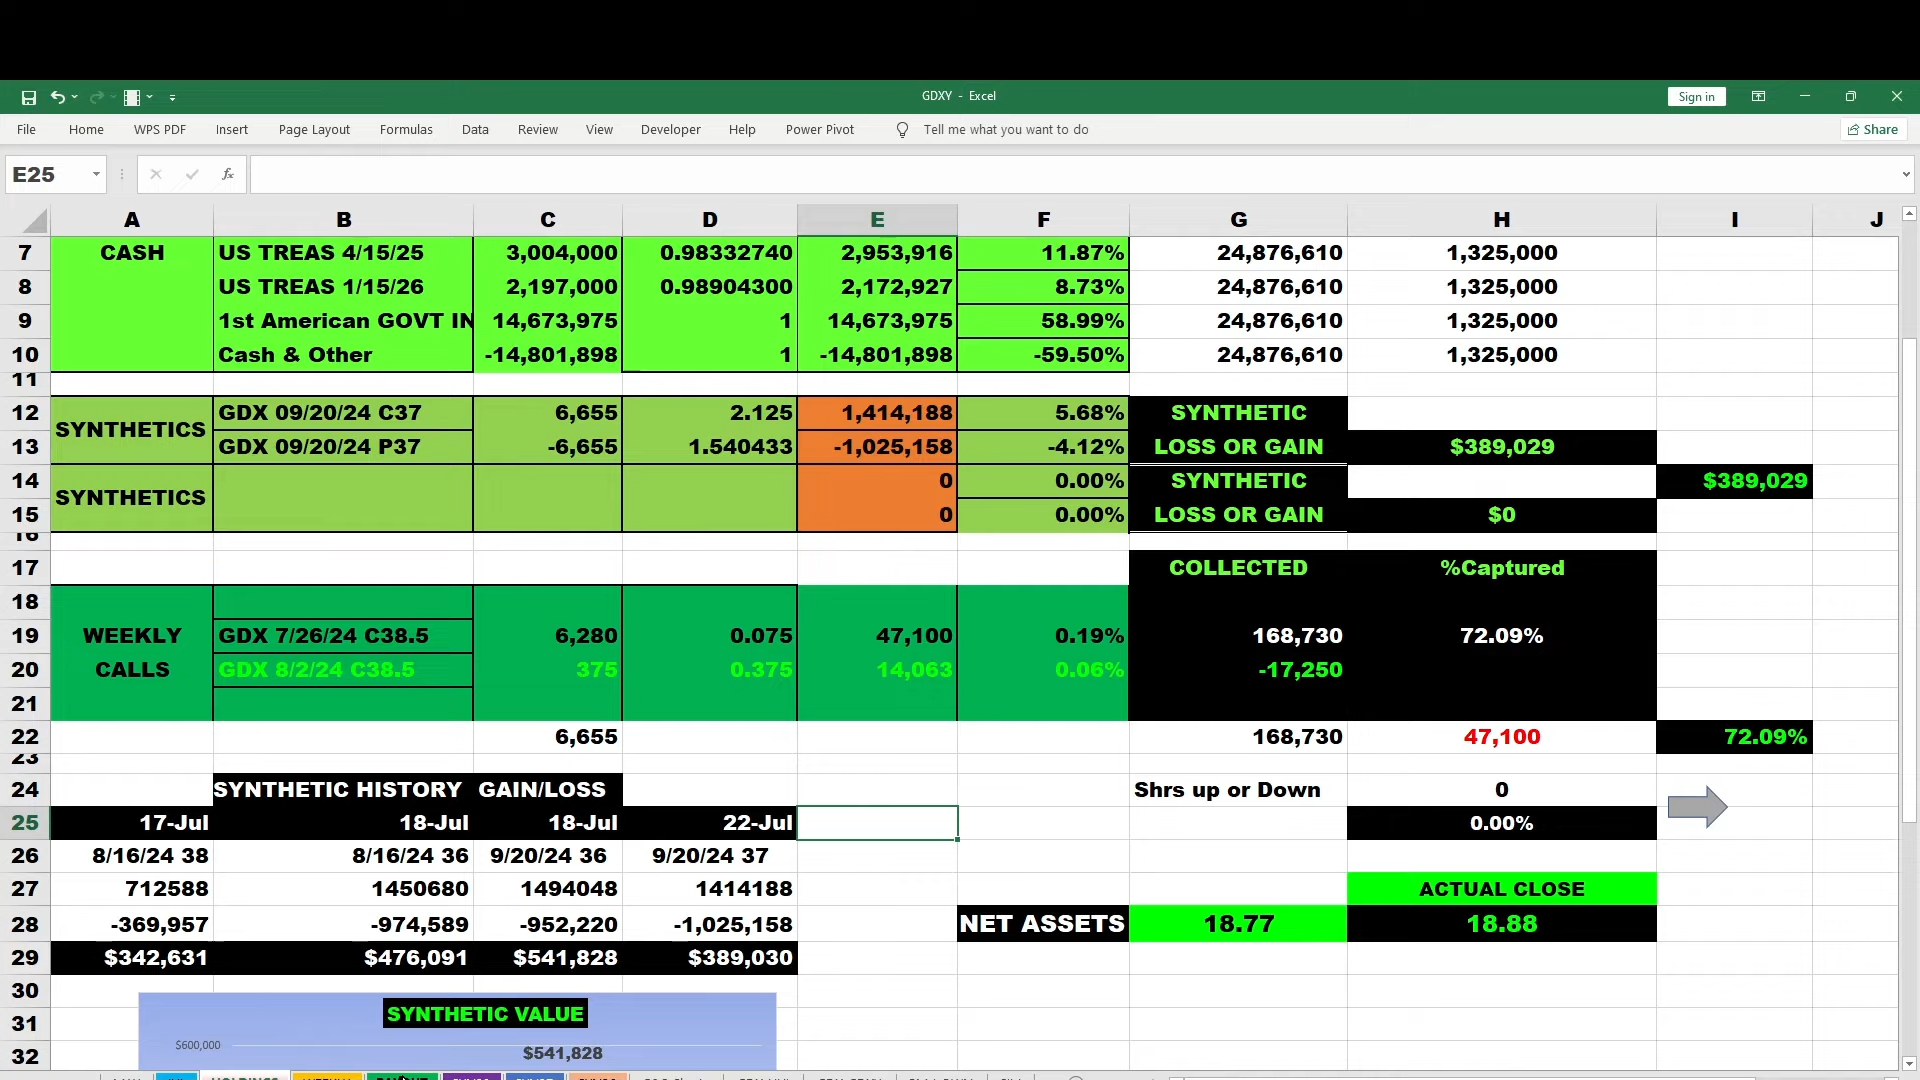 GDXY - Excel
Sign in
File Home WPS PDF Insert Page Layout Formulas Data Review View Developer Help Power Pivot Tell me what you want to do Share
E25 fx
A B C D E F G H I J
7 CASH US TREAS 4/15/25 3,004,000 0.98332740 2,953,916 11.87% 24,876,610 1,325,000
8 US TREAS 1/15/26 2,197,000 0.98904300 2,172,927 8.73% 24,876,610 1,325,000
9 1st American GOVT IN 14,673,975 1 14,673,975 58.99% 24,876,610 1,325,000
10 Cash & Other -14,801,898 1 -14,801,898 -59.50% 24,876,610 1,325,000
11
12 SYNTHETICS GDX 09/20/24 C37 6,655 2.125 1,414,188 5.68% SYNTHETIC
13 GDX 09/20/24 P37 -6,655 1.540433 -1,025,158 -4.12% LOSS OR GAIN $389,029
14 SYNTHETICS 0 0.00% SYNTHETIC $389,029
15 0 0.00% LOSS OR GAIN $0
16
17 COLLECTED %Captured
18
19 WEEKLY GDX 7/26/24 C38.5 6,280 0.075 47,100 0.19% 168,730 72.09%
20 CALLS GDX 8/2/24 C38.5 375 0.375 14,063 0.06% -17,250
21
22 6,655 168,730 47,100 72.09%
23
24 SYNTHETIC HISTORY GAIN/LOSS Shrs up or Down 0
25 17-Jul 18-Jul 18-Jul 22-Jul 0.00%
26 8/16/24 38 8/16/24 36 9/20/24 36 9/20/24 37
27 712588 1450680 1494048 1414188 ACTUAL CLOSE
28 -369,957 -974,589 -952,220 -1,025,158 NET ASSETS 18.77 18.88
29 $342,631 $476,091 $541,828 $389,030
30
31 SYNTHETIC VALUE
32 $600,000 $541,828